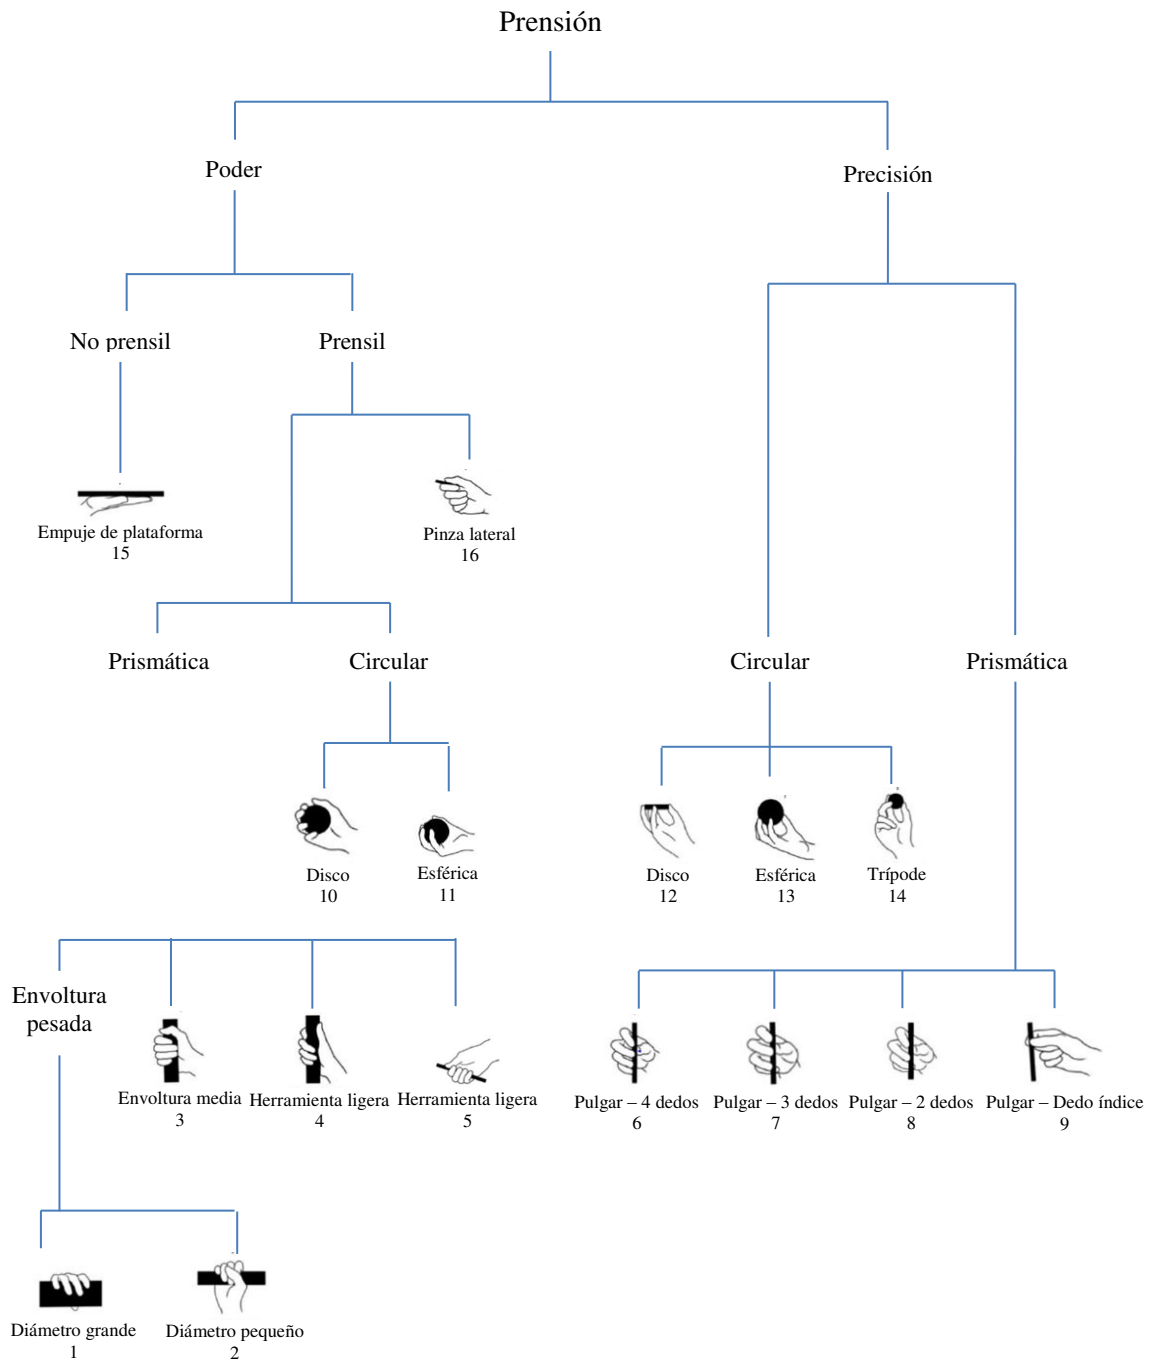 Prensión
Poder
Precisión
No prensil
Prensil
Empuje de plataforma
15
Pinza lateral
16
Prismática
Circular
Circular
Prismática
Disco
10
Esférica
11
Disco
12
Esférica
13
Trípode
14
Envoltura
pesada
Envoltura media
3
Herramienta ligera
4
Herramienta ligera
5
Pulgar – 4 dedos
6
Pulgar – 3 dedos
7
Pulgar – 2 dedos
8
Pulgar – Dedo índice
9
Diámetro grande
1
Diámetro pequeño
2